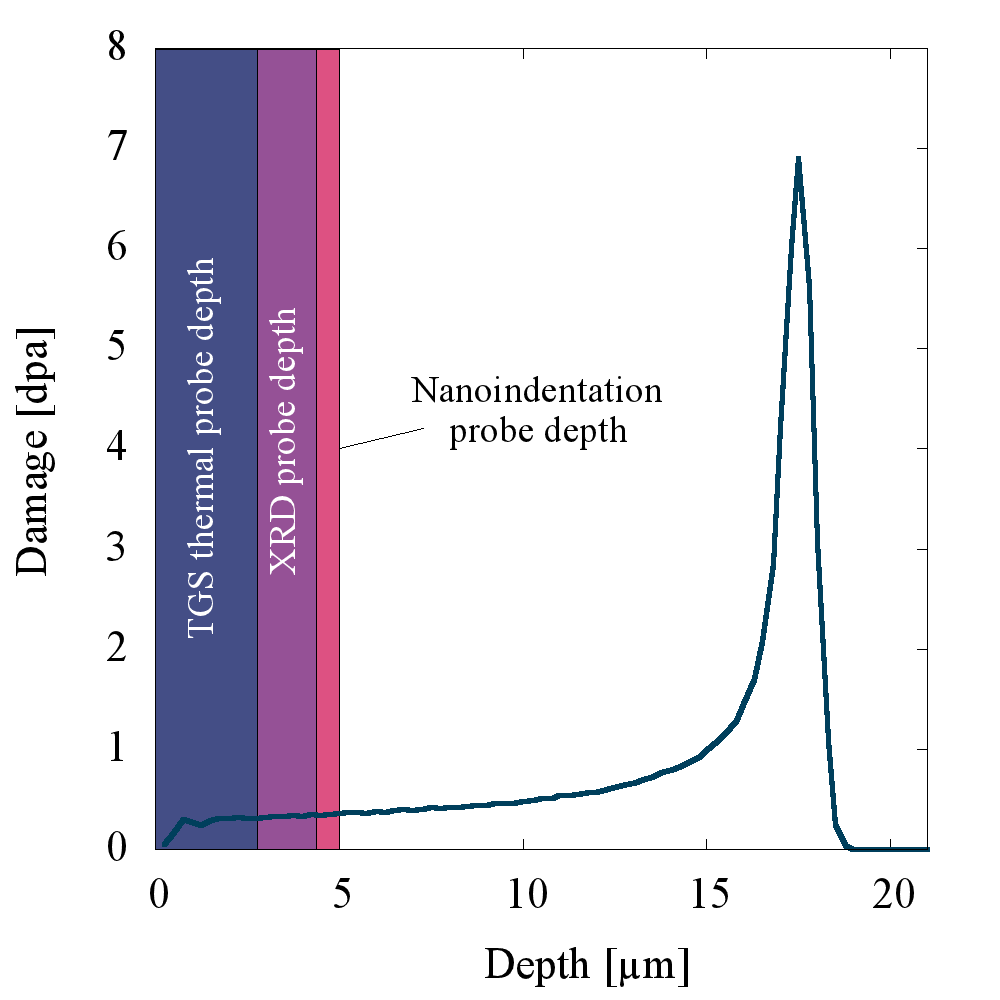 8
7
6
5
4
3
2
1
0
Damage [dpa]
TGS thermal probe depth
XRD probe depth
Nanoindentation
probe depth
0 5 10 15 20
Depth [µm]